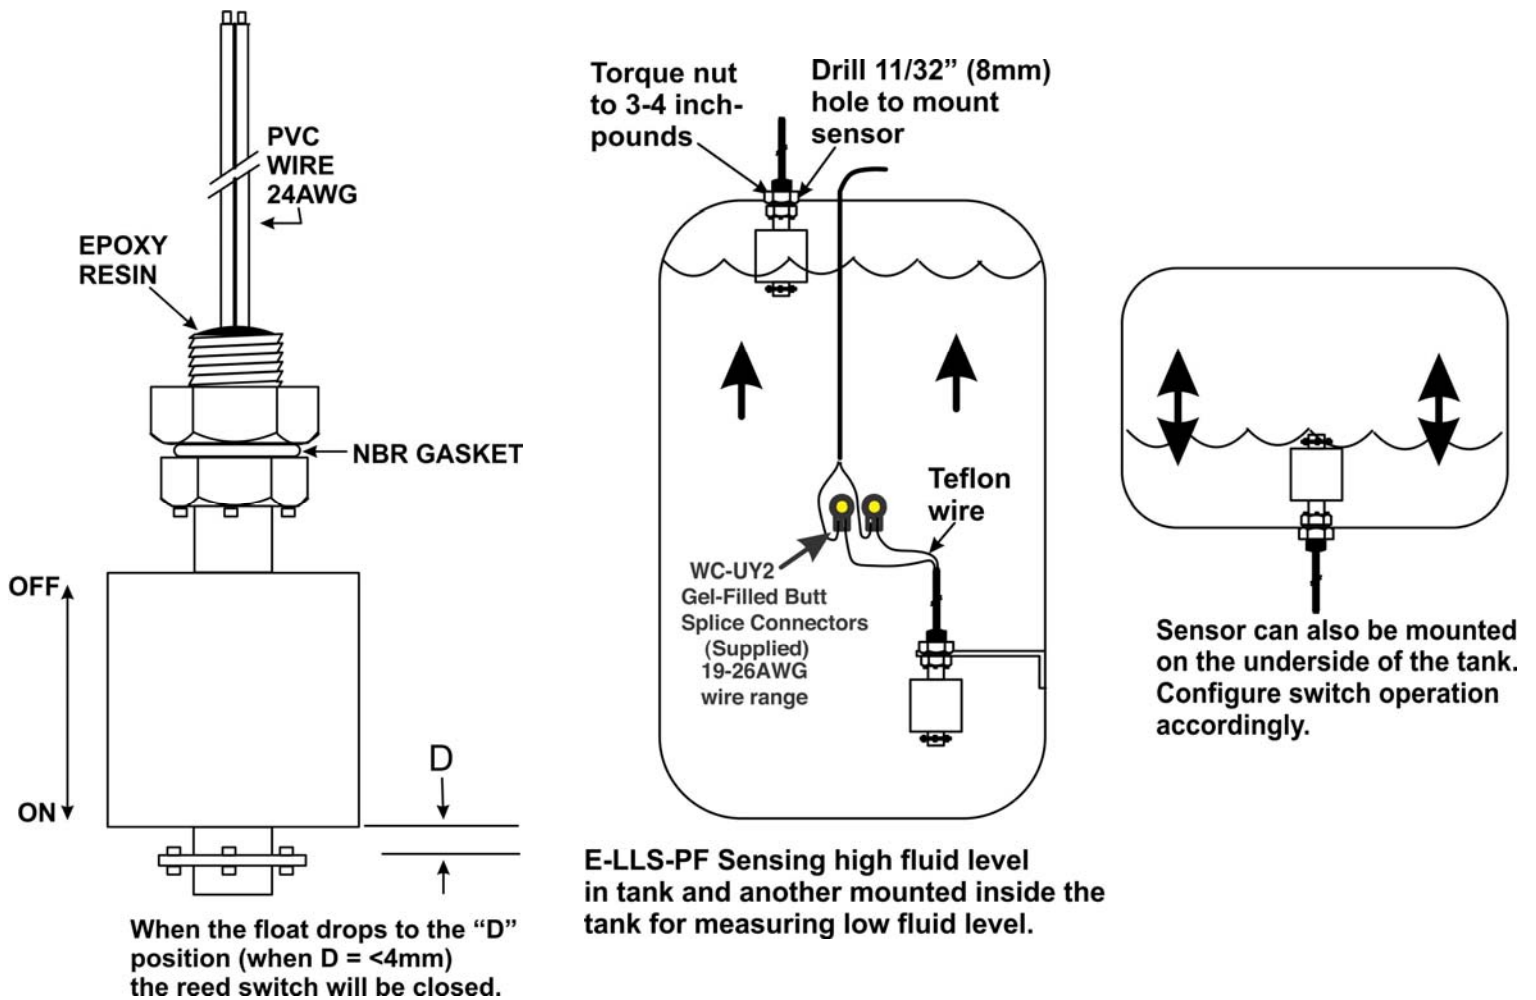 PVC
WIRE
24AWG
EPOXY
RESIN
NBR GASKET
OFF
ON
D
When the float drops to the “D”
position (when D = <4mm)
the reed switch will be closed.
Torque nut
to 3-4 inch-
pounds
Drill 11/32” (8mm)
hole to mount
sensor
Teflon
wire
WC-UY2
Gel-Filled Butt
Splice Connectors
(Supplied)
19-26AWG
wire range
E-LLS-PF Sensing high fluid level
in tank and another mounted inside the
tank for measuring low fluid level.
Sensor can also be mounted
on the underside of the tank.
Configure switch operation
accordingly.